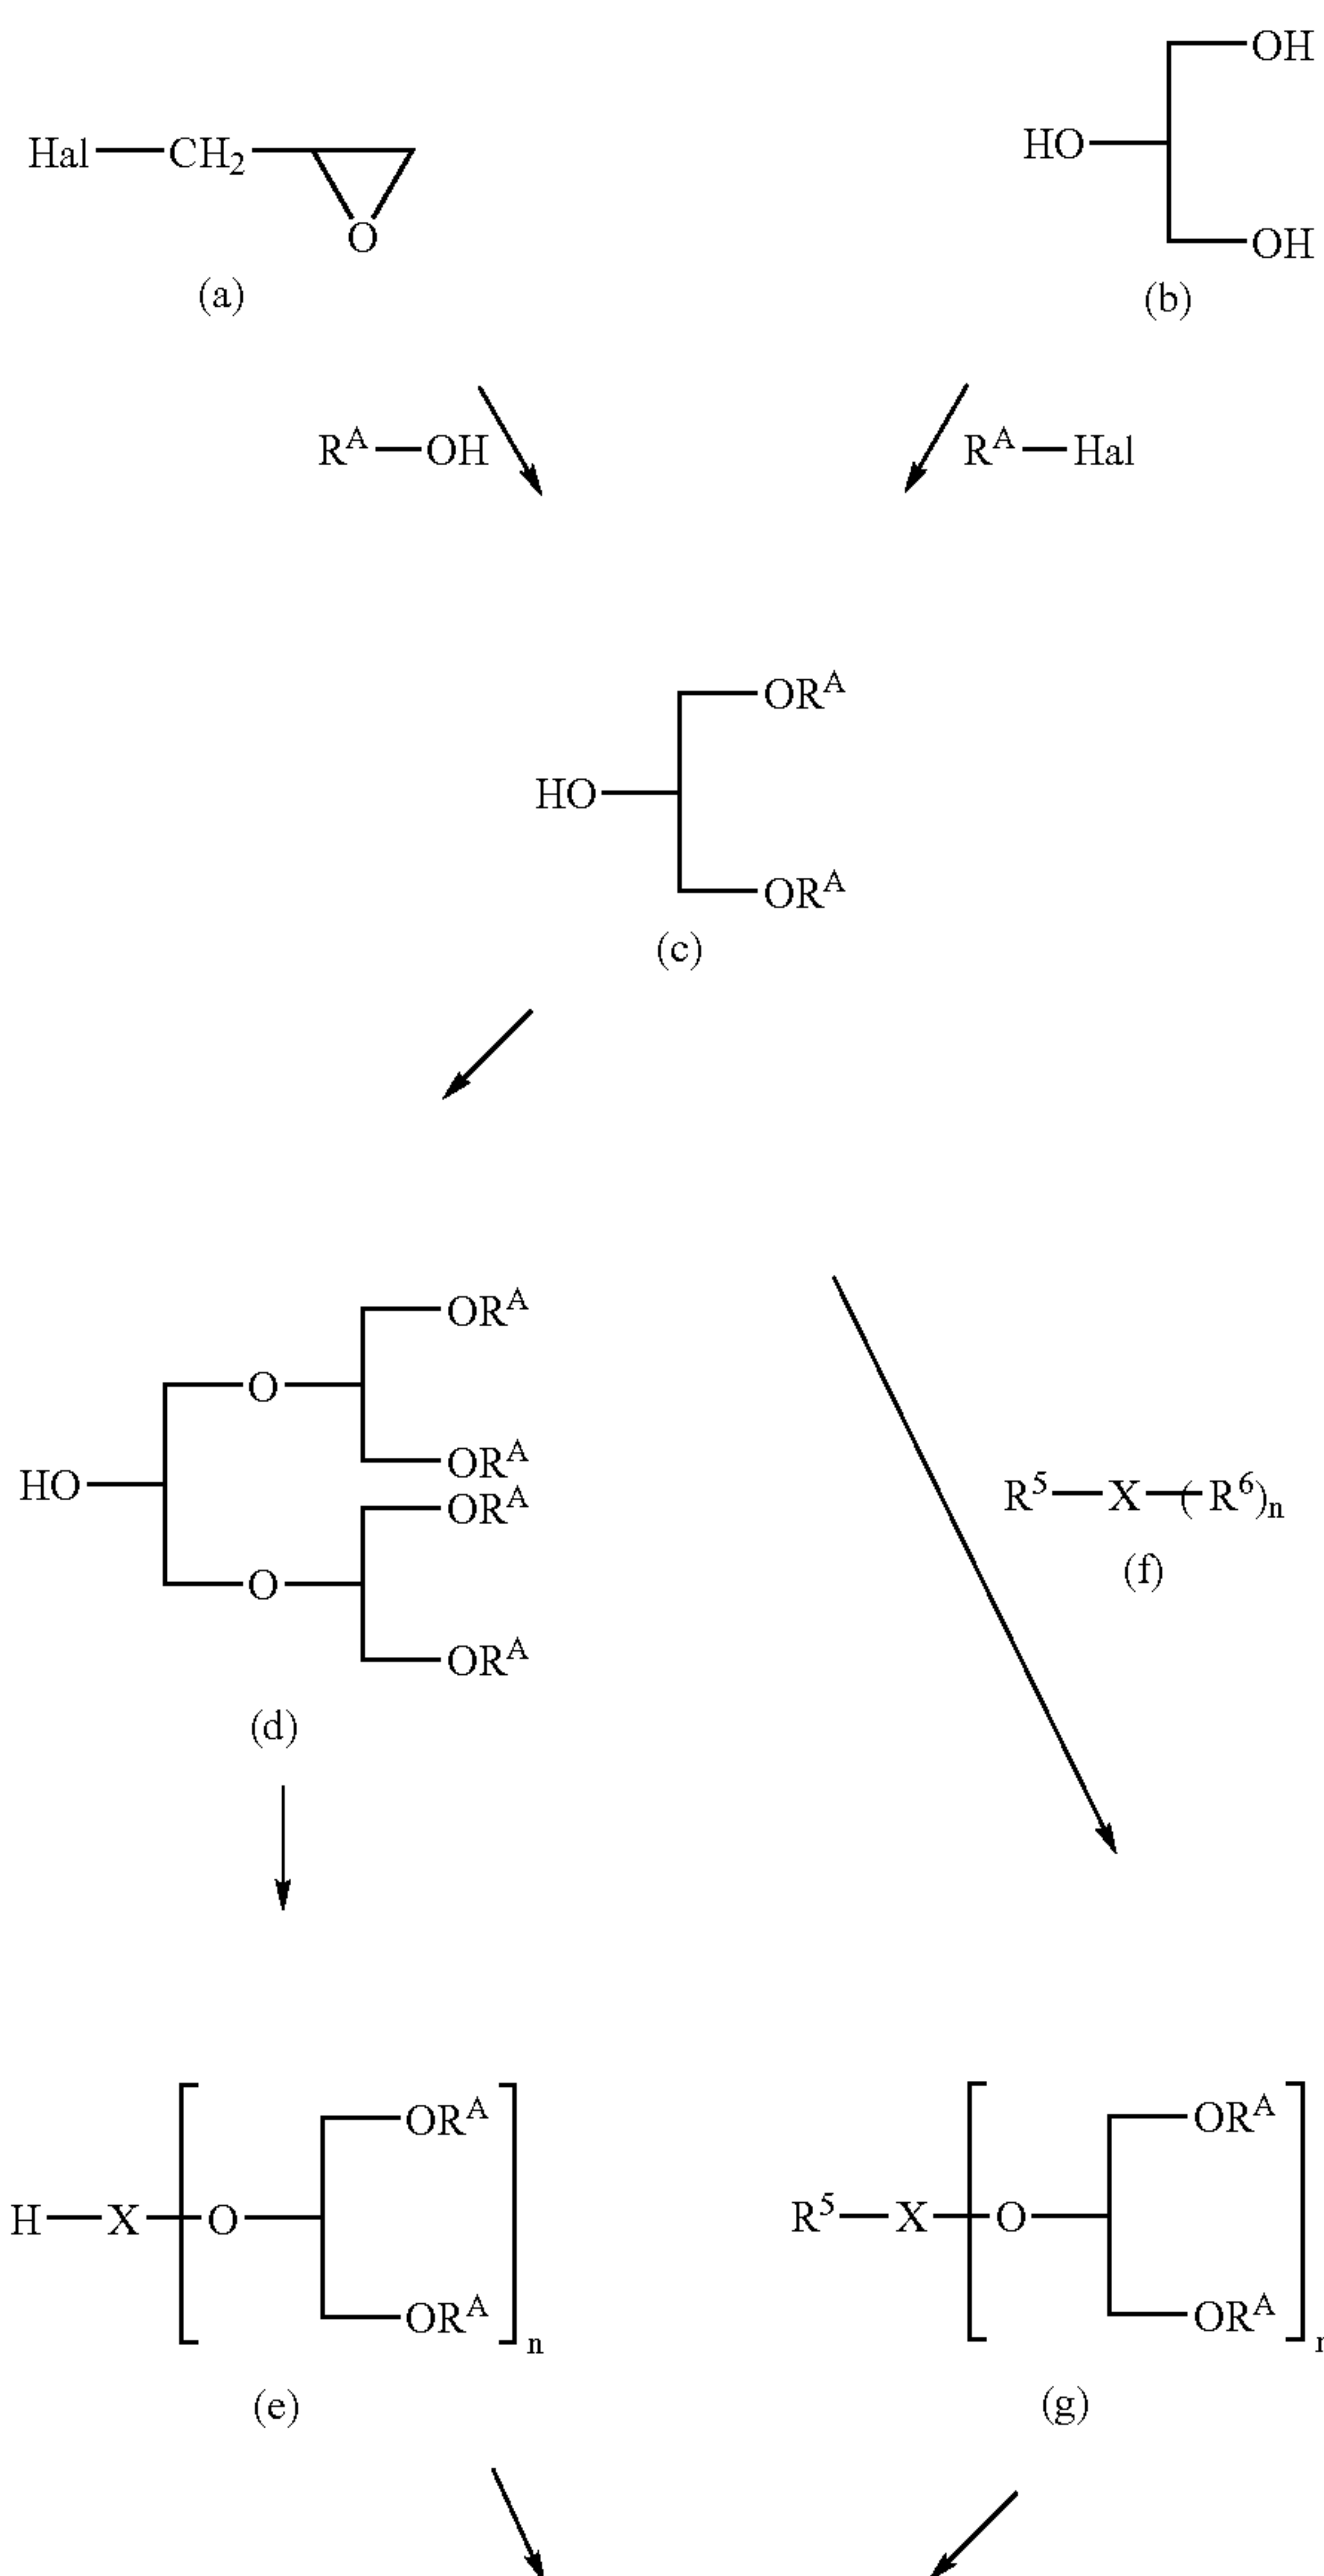 OH
HO
OH
(b)
Hal—CH₂
O
(a)
Rᴬ—OH
Rᴬ—Hal
ORᴬ
HO
ORᴬ
(c)
ORᴬ
O
ORᴬ
HO
ORᴬ
O
ORᴬ
(d)
R⁵—X—(R⁶)ₙ
(f)
ORᴬ
H—X—[O
ORᴬ
]n
(e)
ORᴬ
R⁵—X—[O
ORᴬ
]
(g)